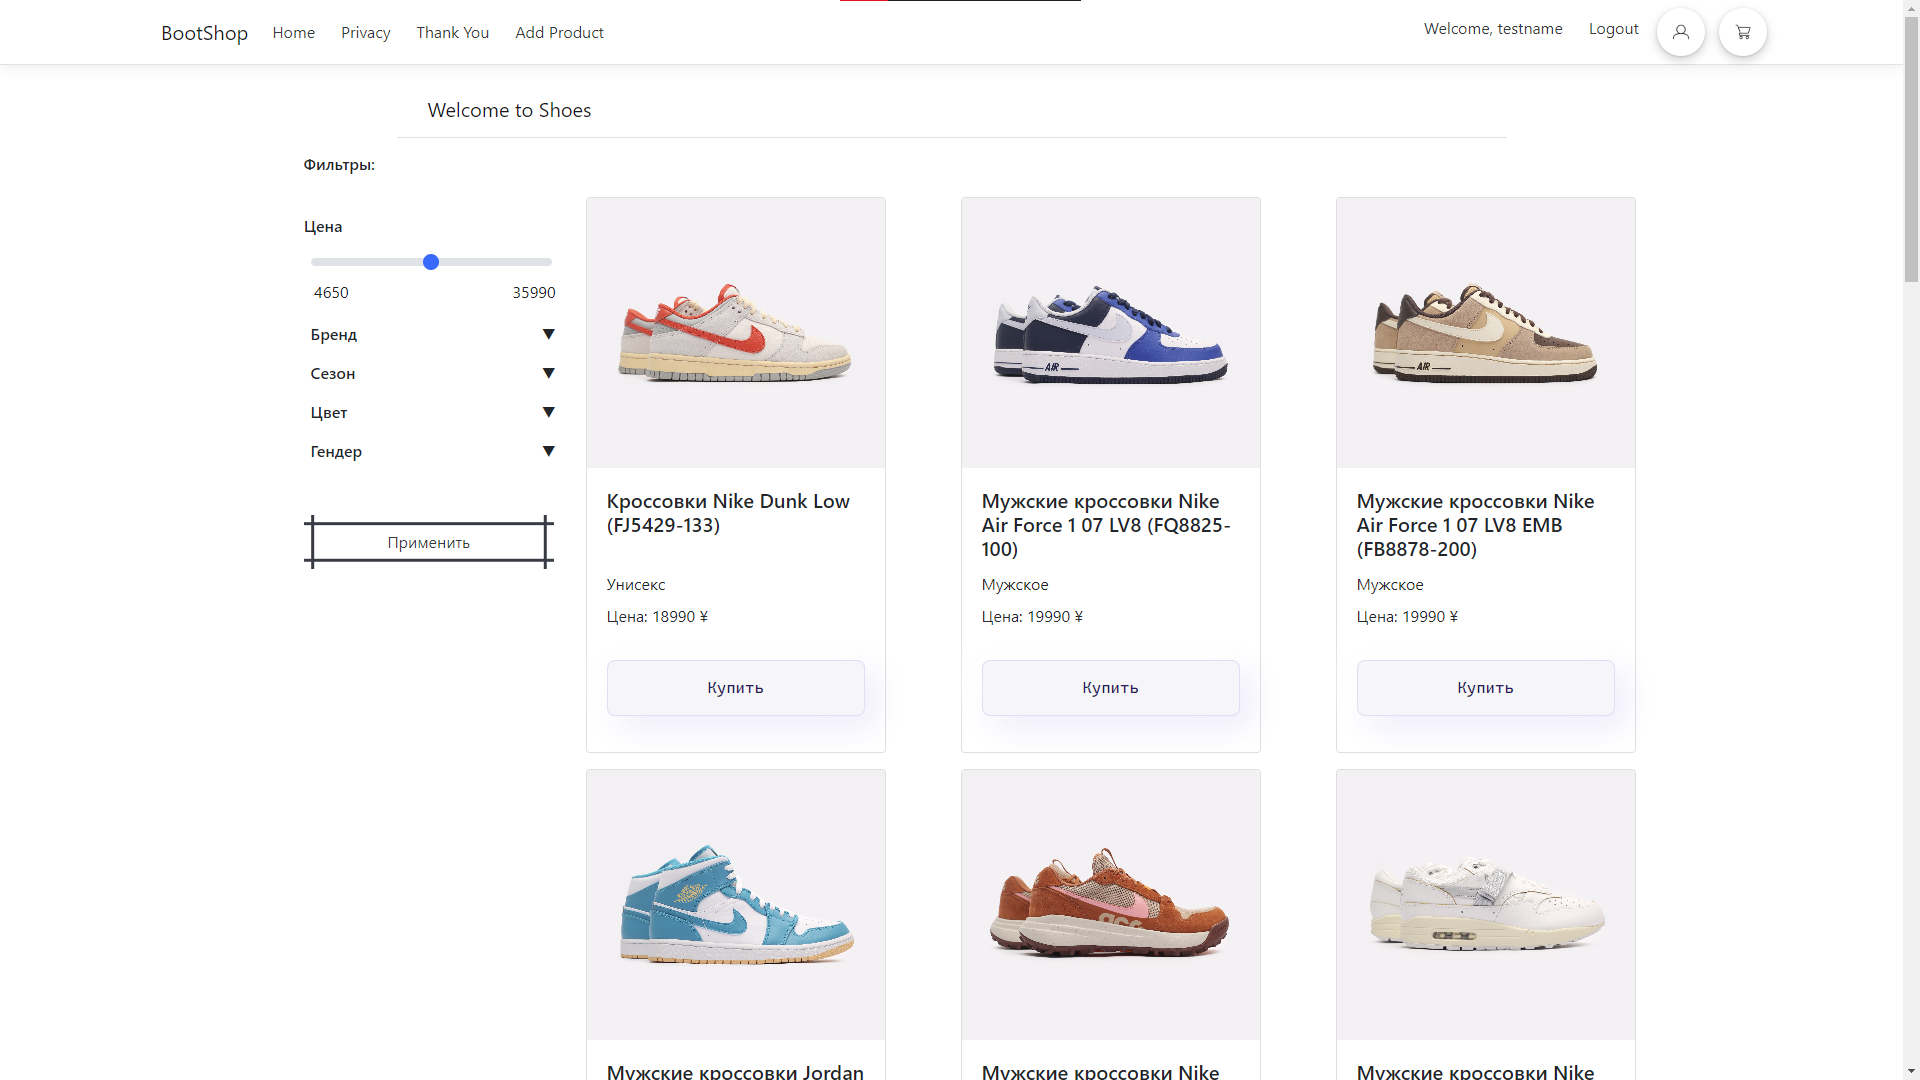 BootShop Home Privacy Thank You Add Product Welcome, testname Logout
Welcome to Shoes
Фильтры:
Цена
4650 35990
Бренд ▼
Сезон ▼
Цвет ▼
Гендер ▼
Применить
Кроссовки Nike Dunk Low
(FJ5429-133)
Унисекс
Цена: 18990 ¥
Купить
Мужские кроссовки Nike
Air Force 1 07 LV8 (FQ8825-
100)
Мужское
Цена: 19990 ¥
Купить
Мужские кроссовки Nike
Air Force 1 07 LV8 EMB
(FB8878-200)
Мужское
Цена: 19990 ¥
Купить
Мужские кроссовки Jordan
Мужские кроссовки Nike
Мужские кроссовки Nike